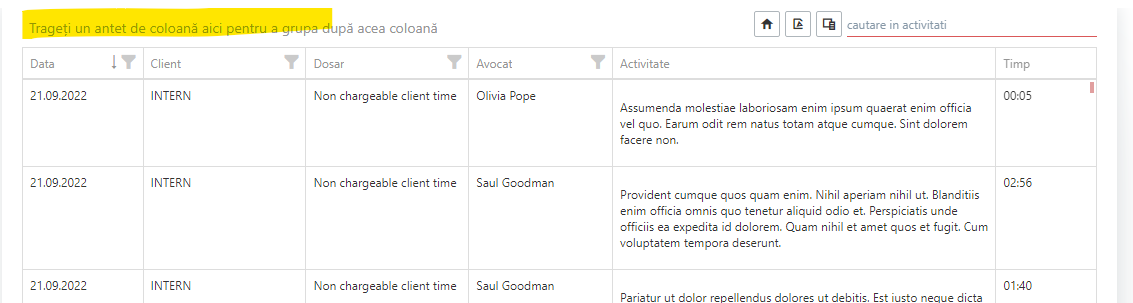 Trageți un antet de coloană aici pentru a grupa după acea coloană
cautare in activitati
Data Client Dosar Avocat Activitate Timp
21.09.2022 INTERN Non chargeable client time Olivia Pope 00:05
Assumenda molestiae laboriosam enim ipsum quaerat enim officia
vel quo. Earum odit rem natus totam atque cumque. Sint dolorem
facere non.
21.09.2022 INTERN Non chargeable client time Saul Goodman 02:56
Provident cumque quos quam enim. Nihil aperiam nihil ut. Blanditiis
enim officia omnis quo tenetur aliquid odio et. Perspiciatis unde
officiis ea expedita id dolorem. Quam nihil et amet quos et fugit. Cum
voluptatem tempora deserunt.
21.09.2022 INTERN Non chargeable client time Saul Goodman 01:40
Pariatur ut dolor repellendus dolores ut debitis. Est iusto neque dicta